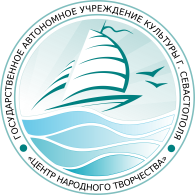 ГОСУДАРСТВЕННОЕ АВТОНОМНОЕ УЧРЕЖДЕНИЕ КУЛЬТУРЫ Г. СЕВАСТОПОЛЯ
«ЦЕНТР НАРОДНОГО ТВОРЧЕСТВА»